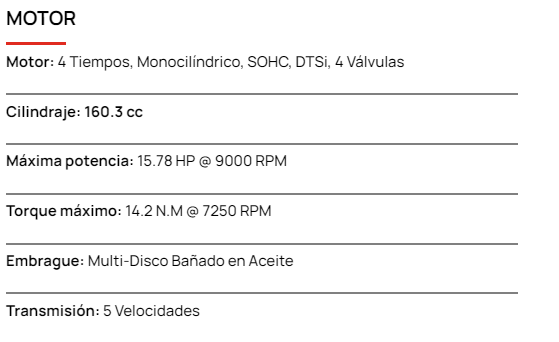 MOTOR
Motor: 4 Tiempos, Monocilíndrico, SOHC, DTSi, 4 Válvulas
Cilindraje: 160.3 cc
Máxima potencia: 15.78 HP @ 9000 RPM
Torque máximo: 14.2 N.M @ 7250 RPM
Embrague: Multi-Disco Bañado en Aceite
Transmisión: 5 Velocidades